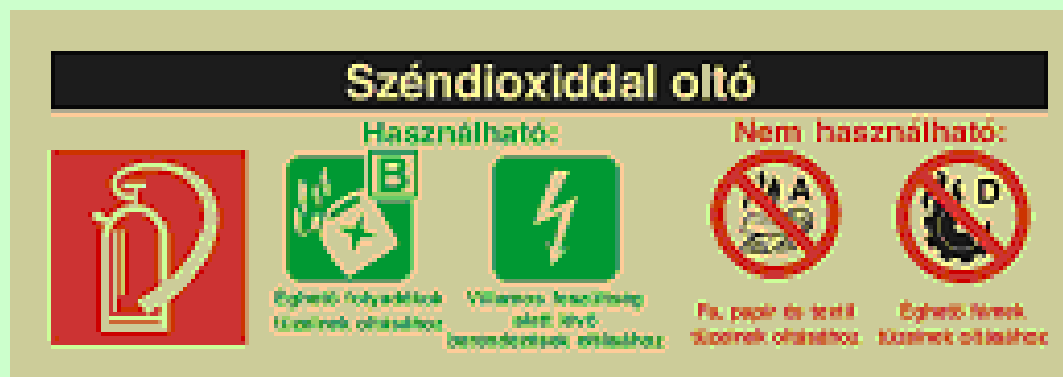 Széndioxiddal oltó
Használható:
B
Éghető folyadékok
tüzeinek oltásához
Villamos feszültség
alatt levő
berendezések oltásához
Nem használható:
A
Fa, papír és textil
tüzeinek oltásához
D
Éghető fémek
tüzeinek oltásához